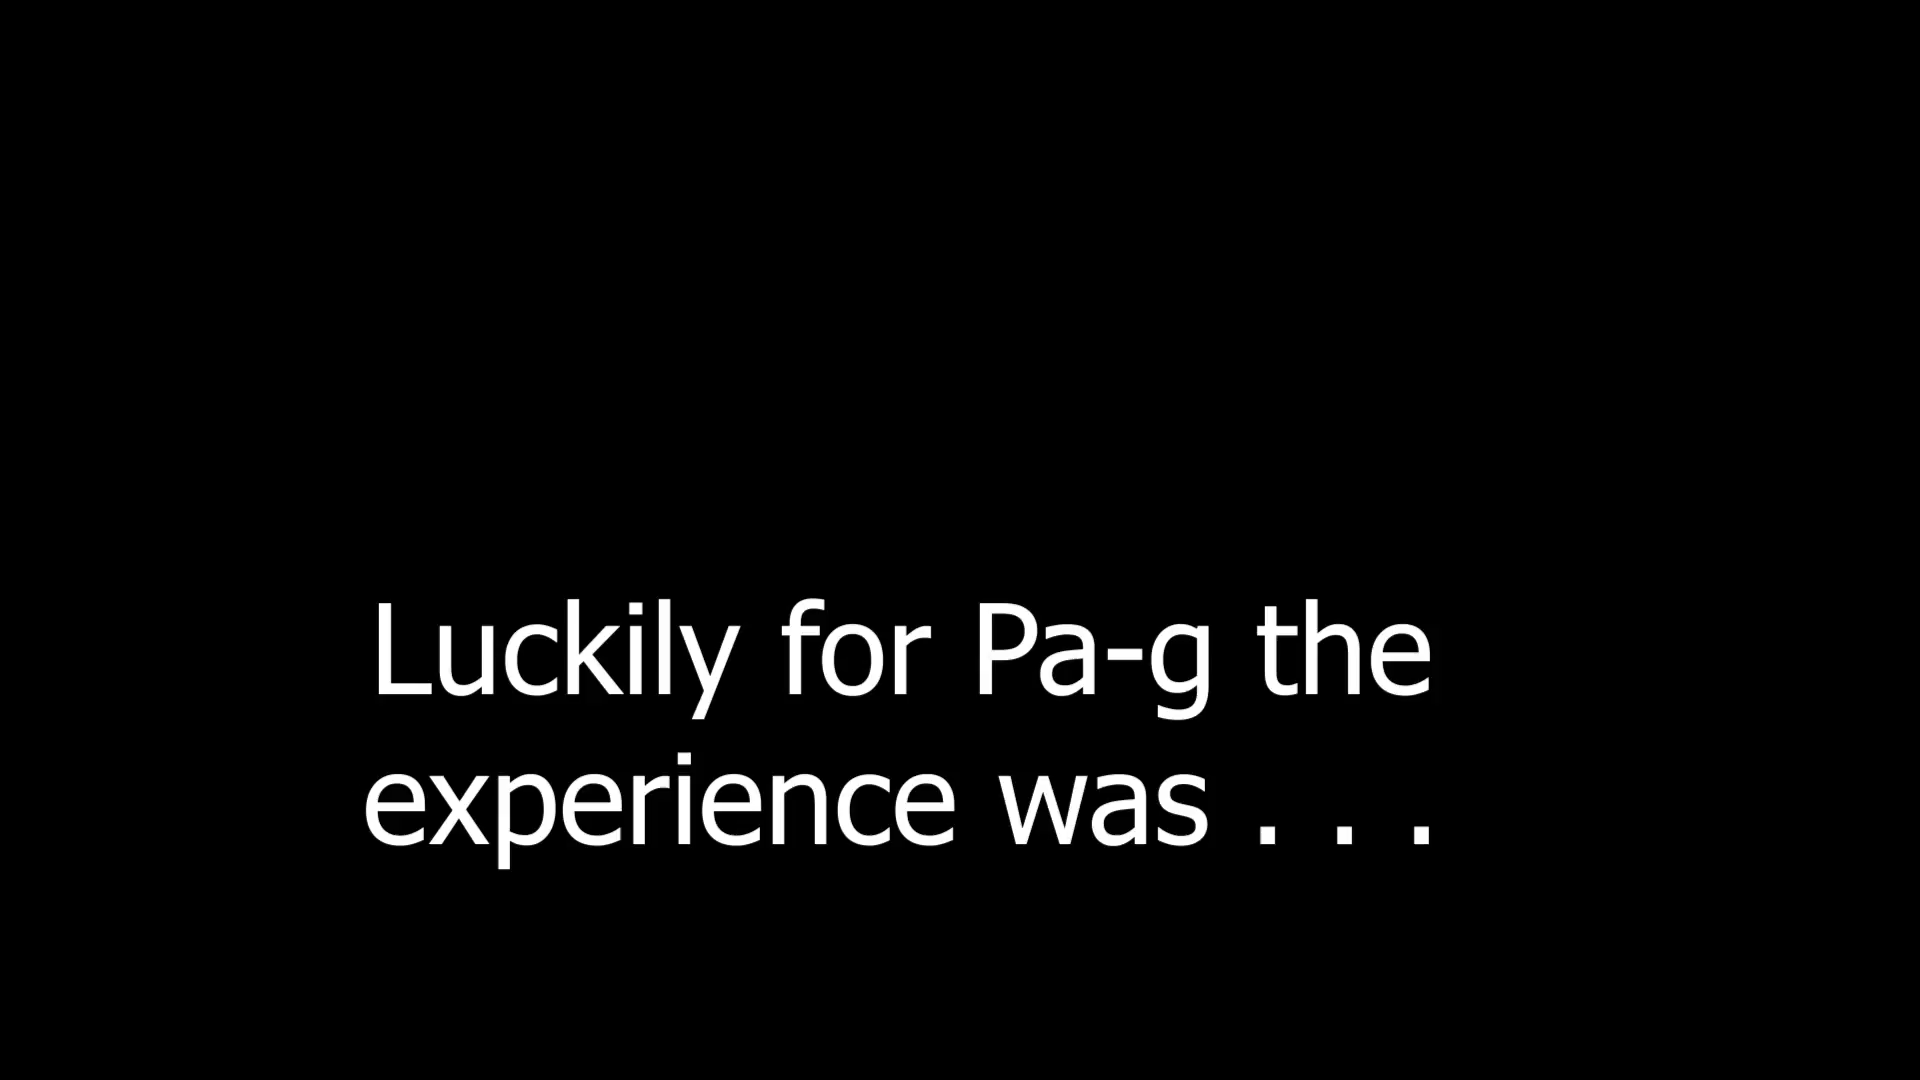 Luckily for Pa-g the
experience was . . .